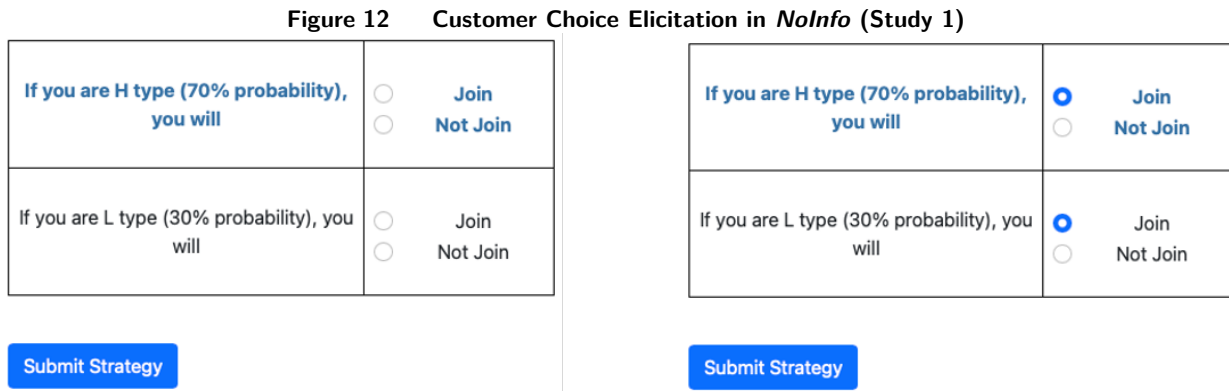 Figure 12 Customer Choice Elicitation in NoInfo (Study 1)
If you are H type (70% probability),
you will
Join
Not Join
If you are L type (30% probability), you
will
Join
Not Join
Submit Strategy
If you are H type (70% probability),
you will
Join
Not Join
If you are L type (30% probability), you
will
Join
Not Join
Submit Strategy